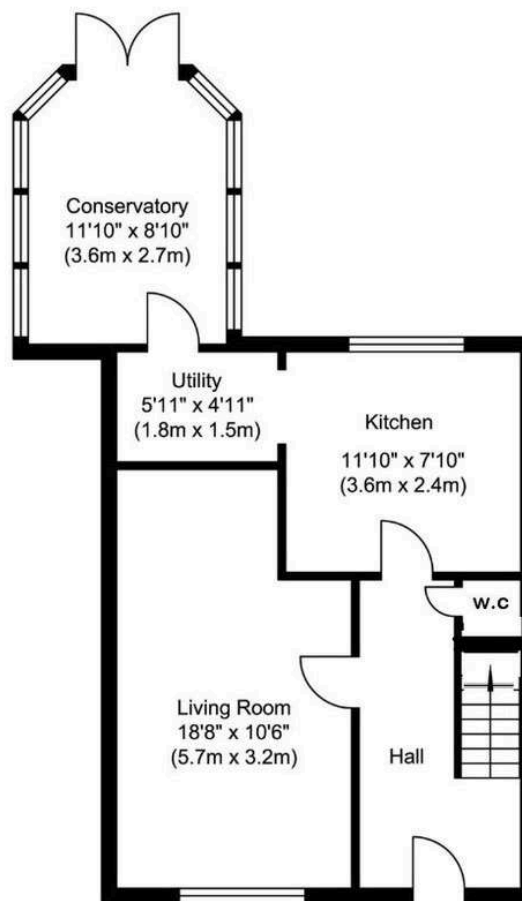 Conservatory
11'10" x 8'10"
(3.6m x 2.7m)
Utility
5'11" x 4'11"
(1.8m x 1.5m)
Kitchen
11'10" x 7'10"
(3.6m x 2.4m)
w.c
Living Room
18'8" x 10'6"
(5.7m x 3.2m)
Hall